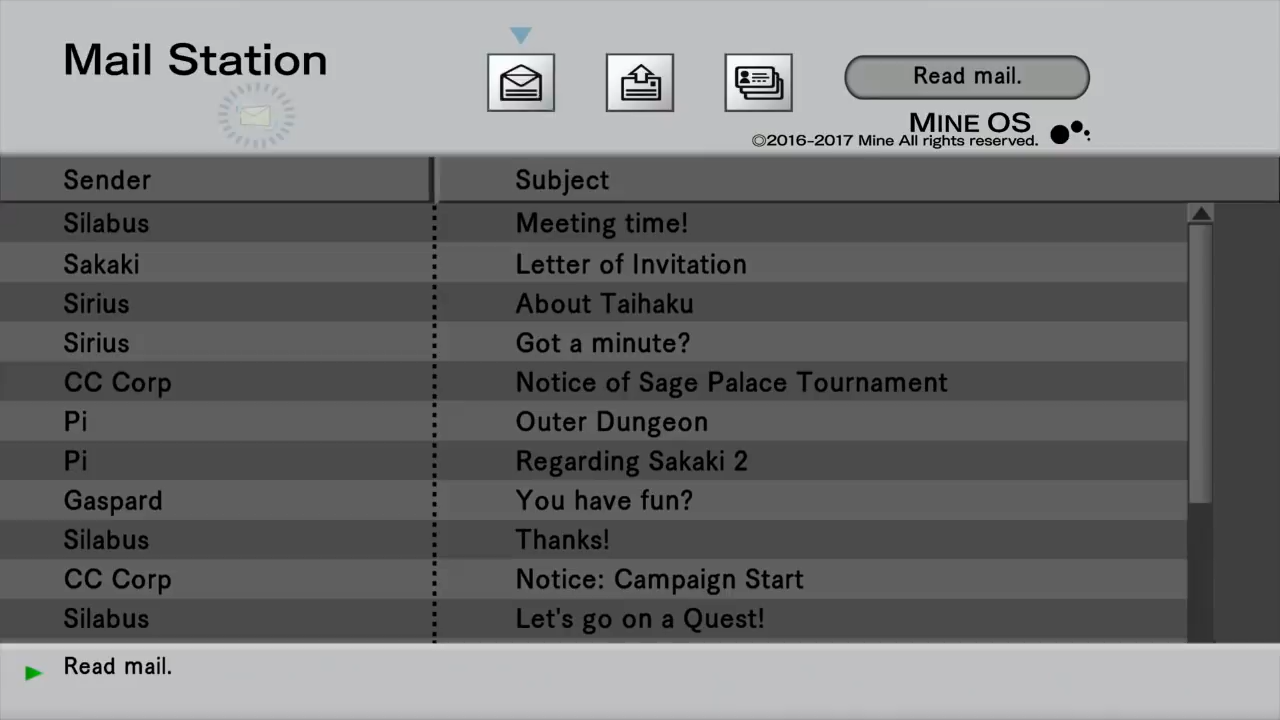 Mail Station
Read mail.
MINE OS
©2016-2017 Mine All rights reserved.
Sender Subject
Silabus Meeting time!
Sakaki Letter of Invitation
Sirius About Taihaku
Sirius Got a minute?
CC Corp Notice of Sage Palace Tournament
Pi Outer Dungeon
Pi Regarding Sakaki 2
Gaspard You have fun?
Silabus Thanks!
CC Corp Notice: Campaign Start
Silabus Let's go on a Quest!
Read mail.